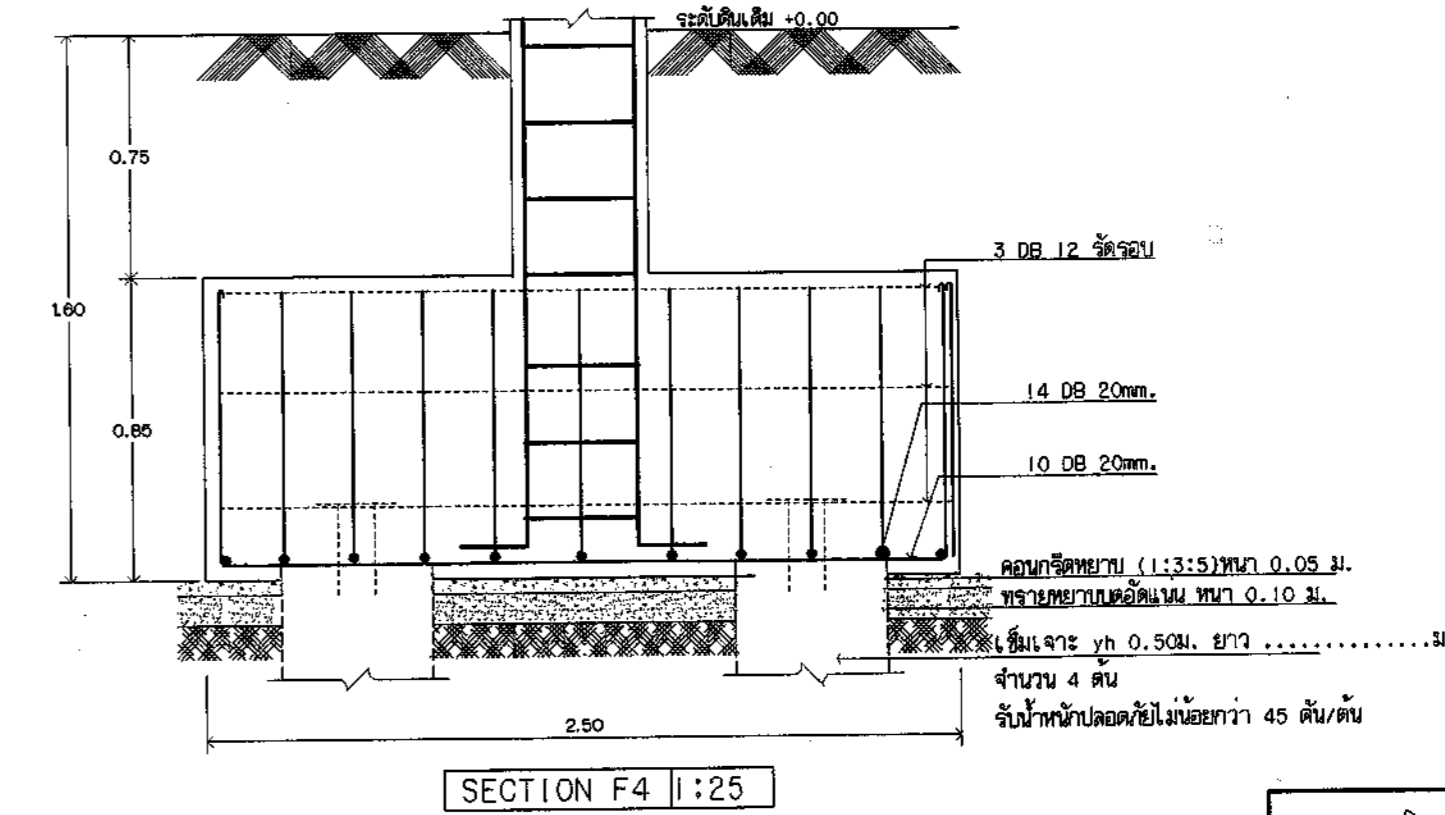 ระดับดินเดิม +0.00
0.75
1.60
0.85
3 DB 12 รัดรอบ
14 DB 20mm.
10 DB 20mm.
คอนกรีตหยาบ (1:3:5)หนา 0.05 ม.
ทรายหยาบบดอัดแน่น หนา 0.10 ม.
เข็มเจาะ yh 0.50ม. ยาว ..............ม
จำนวน 4 ต้น
รับน้ำหนักปลอดภัยไม่น้อยกว่า 45 ตัน/ต้น
2.50
SECTION F4 1:25